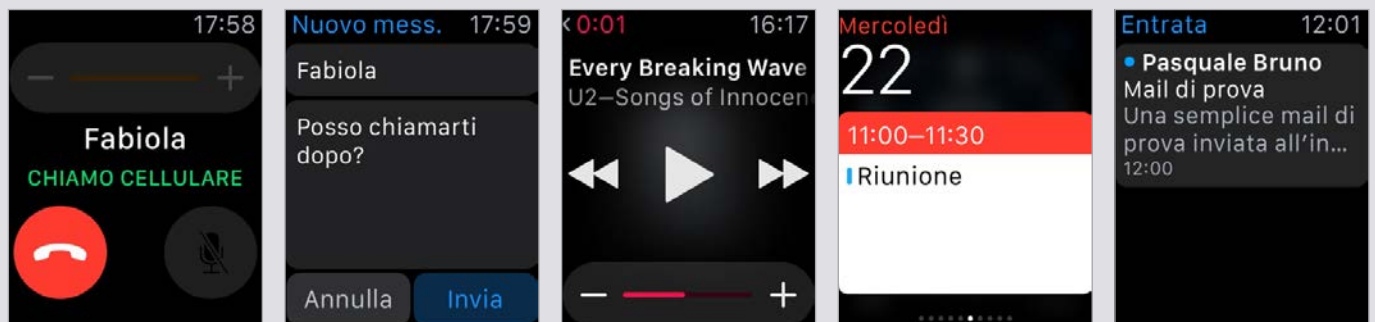 17:58
Fabiola
CHIAMO CELLULARE
Nuovo mess. 17:59
Fabiola
Posso chiamarti
dopo?
Annulla Invia
0:01 16:17
Every Breaking Wave
U2–Songs of Innocen
Mercoledì
22
11:00–11:30
Riunione
Entrata 12:01
Pasquale Bruno
Mail di prova
Una semplice mail di
prova inviata all'in...
12:00